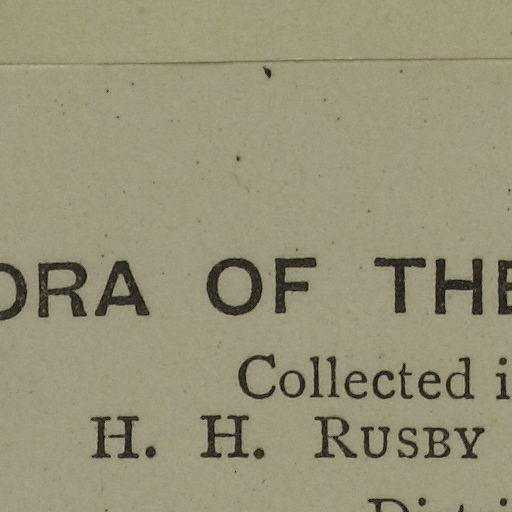 ORA OF THE
Collected i
H. H. RUSBY